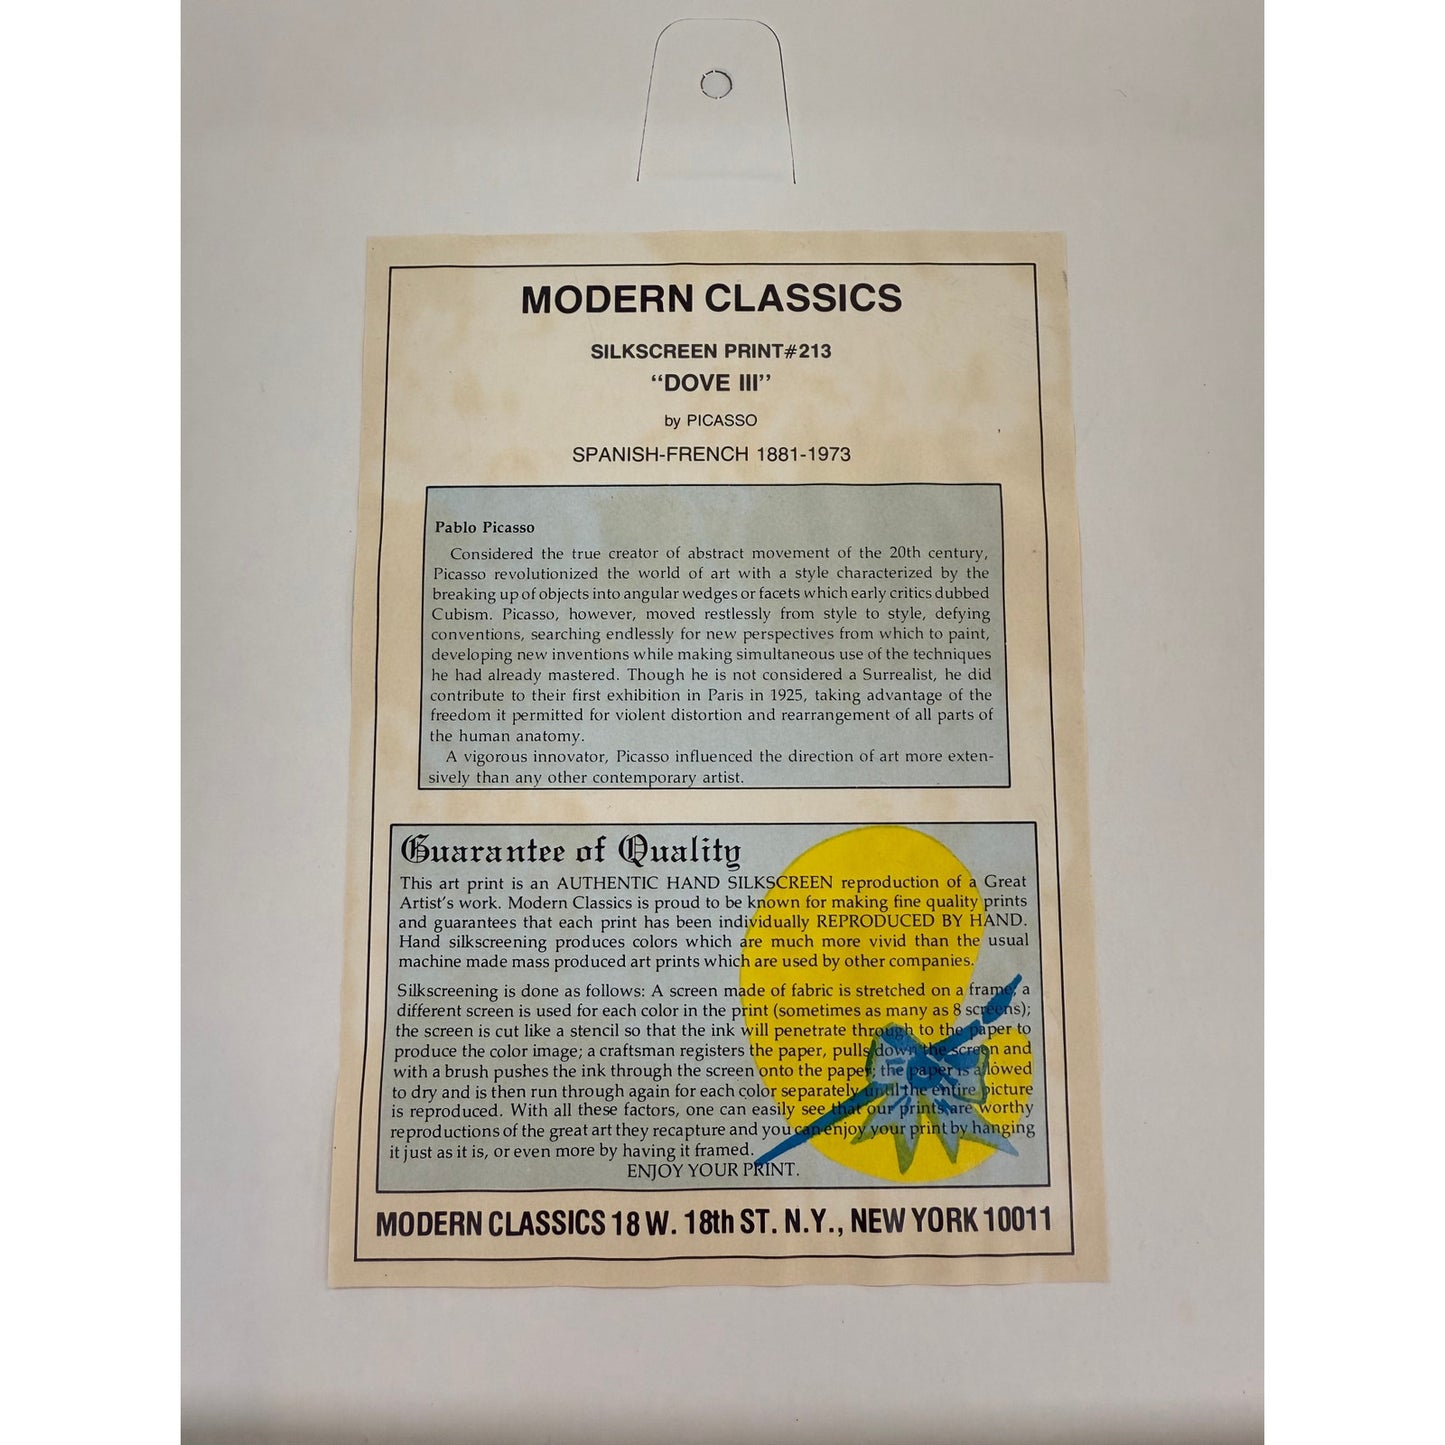 MODERN CLASSICS
SILKSCREEN PRINT#213
“DOVE III”
by PICASSO
SPANISH-FRENCH 1881-1973
Pablo Picasso
Considered the true creator of abstract movement of the 20th century,
Picasso revolutionized the world of art with a style characterized by the
breaking up of objects into angular wedges or facets which early critics dubbed
Cubism. Picasso, however, moved restlessly from style to style, defying
conventions, searching endlessly for new perspectives from which to paint,
developing new inventions while making simultaneous use of the techniques
he had already mastered. Though he is not considered a Surrealist, he did
contribute to their first exhibition in Paris in 1925, taking advantage of the
freedom it permitted for violent distortion and rearrangement of all parts of
the human anatomy.
A vigorous innovator, Picasso influenced the direction of art more exten-
sively than any other contemporary artist.
Guarantee of Quality
This art print is an AUTHENTIC HAND SILKSCREEN reproduction of a Great
Artist's work. Modern Classics is proud to be known for making fine quality prints
and guarantees that each print has been individually REPRODUCED BY HAND.
Hand silkscreening produces colors which are much more vivid than the usual
machine made mass produced art prints which are used by other companies.
Silkscreening is done as follows: A screen made of fabric is stretched on a frame; a
different screen is used for each color in the print (sometimes as many as 8 screens);
the screen is cut like a stencil so that the ink will penetrate through to the paper to
produce the color image; a craftsman registers the paper, pulls down the screen and
with a brush pushes the ink through the screen onto the paper; the paper is allowed
to dry and is then run through again for each color separately until the entire picture
is reproduced. With all these factors, one can easily see that our prints are worthy
reproductions of the great art they recapture and you can enjoy your print by hanging
it just as it is, or even more by having it framed.
ENJOY YOUR PRINT.
MODERN CLASSICS 18 W. 18th ST. N.Y., NEW YORK 10011